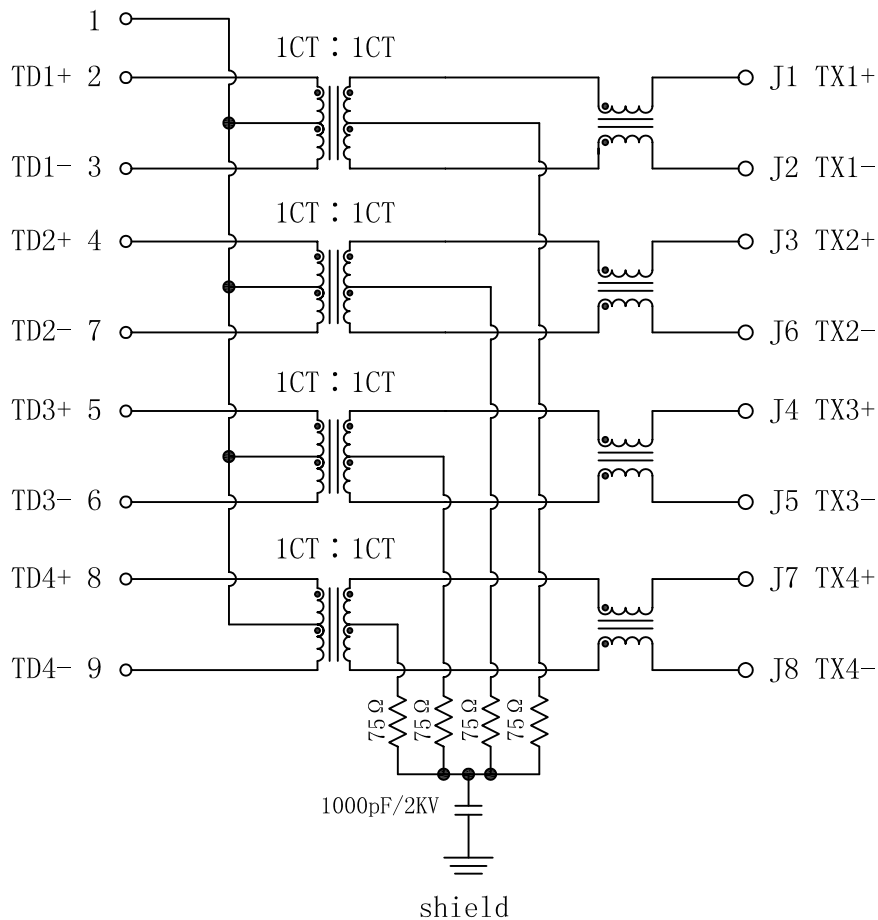 1
1CT：1CT
TD1+ 2
J1 TX1+
TD1- 3
J2 TX1-
1CT：1CT
TD2+ 4
J3 TX2+
TD2- 7
J6 TX2-
1CT：1CT
TD3+ 5
J4 TX3+
TD3- 6
J5 TX3-
1CT：1CT
TD4+ 8
J7 TX4+
TD4- 9
J8 TX4-
75Ω
75Ω
75Ω
75Ω
1000pF/2KV
shield